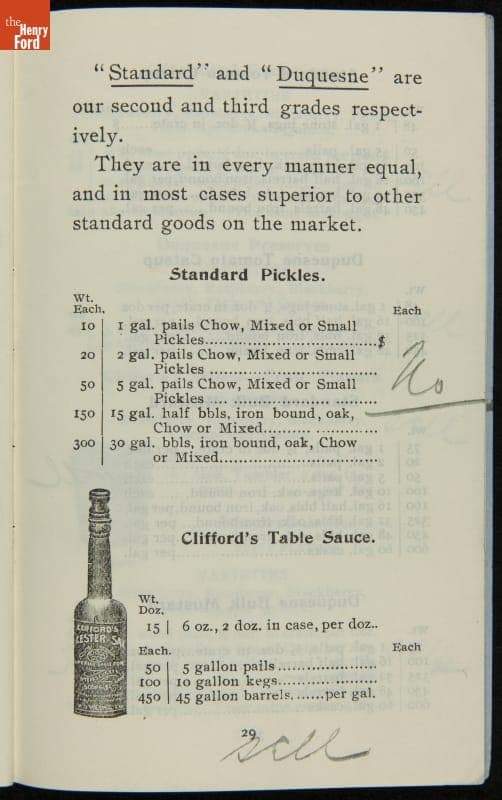 the
Henry
Ford
"Standard" and "Duquesne" are
our second and third grades respect-
ively.
They are in every manner equal,
and in most cases superior to other
standard goods on the market.
Standard Pickles.
Wt.
Each. Each
10 1 gal. pails Chow, Mixed or Small
Pickles..............................$
20 2 gal. pails Chow, Mixed or Small
Pickles ..............................
50 5 gal. pails Chow, Mixed or Small
Pickles ..............................
No
150 15 gal. half bbls, iron bound, oak,
Chow or Mixed....................
300 30 gal. bbls, iron bound, oak, Chow
or Mixed............................
Clifford's Table Sauce.
Wt.
Doz.
15 6 oz., 2 doz. in case, per doz..
Each. Each
50 5 gallon pails....................
100 10 gallon kegs...................
450 45 gallon barrels.......per gal.
29
sell